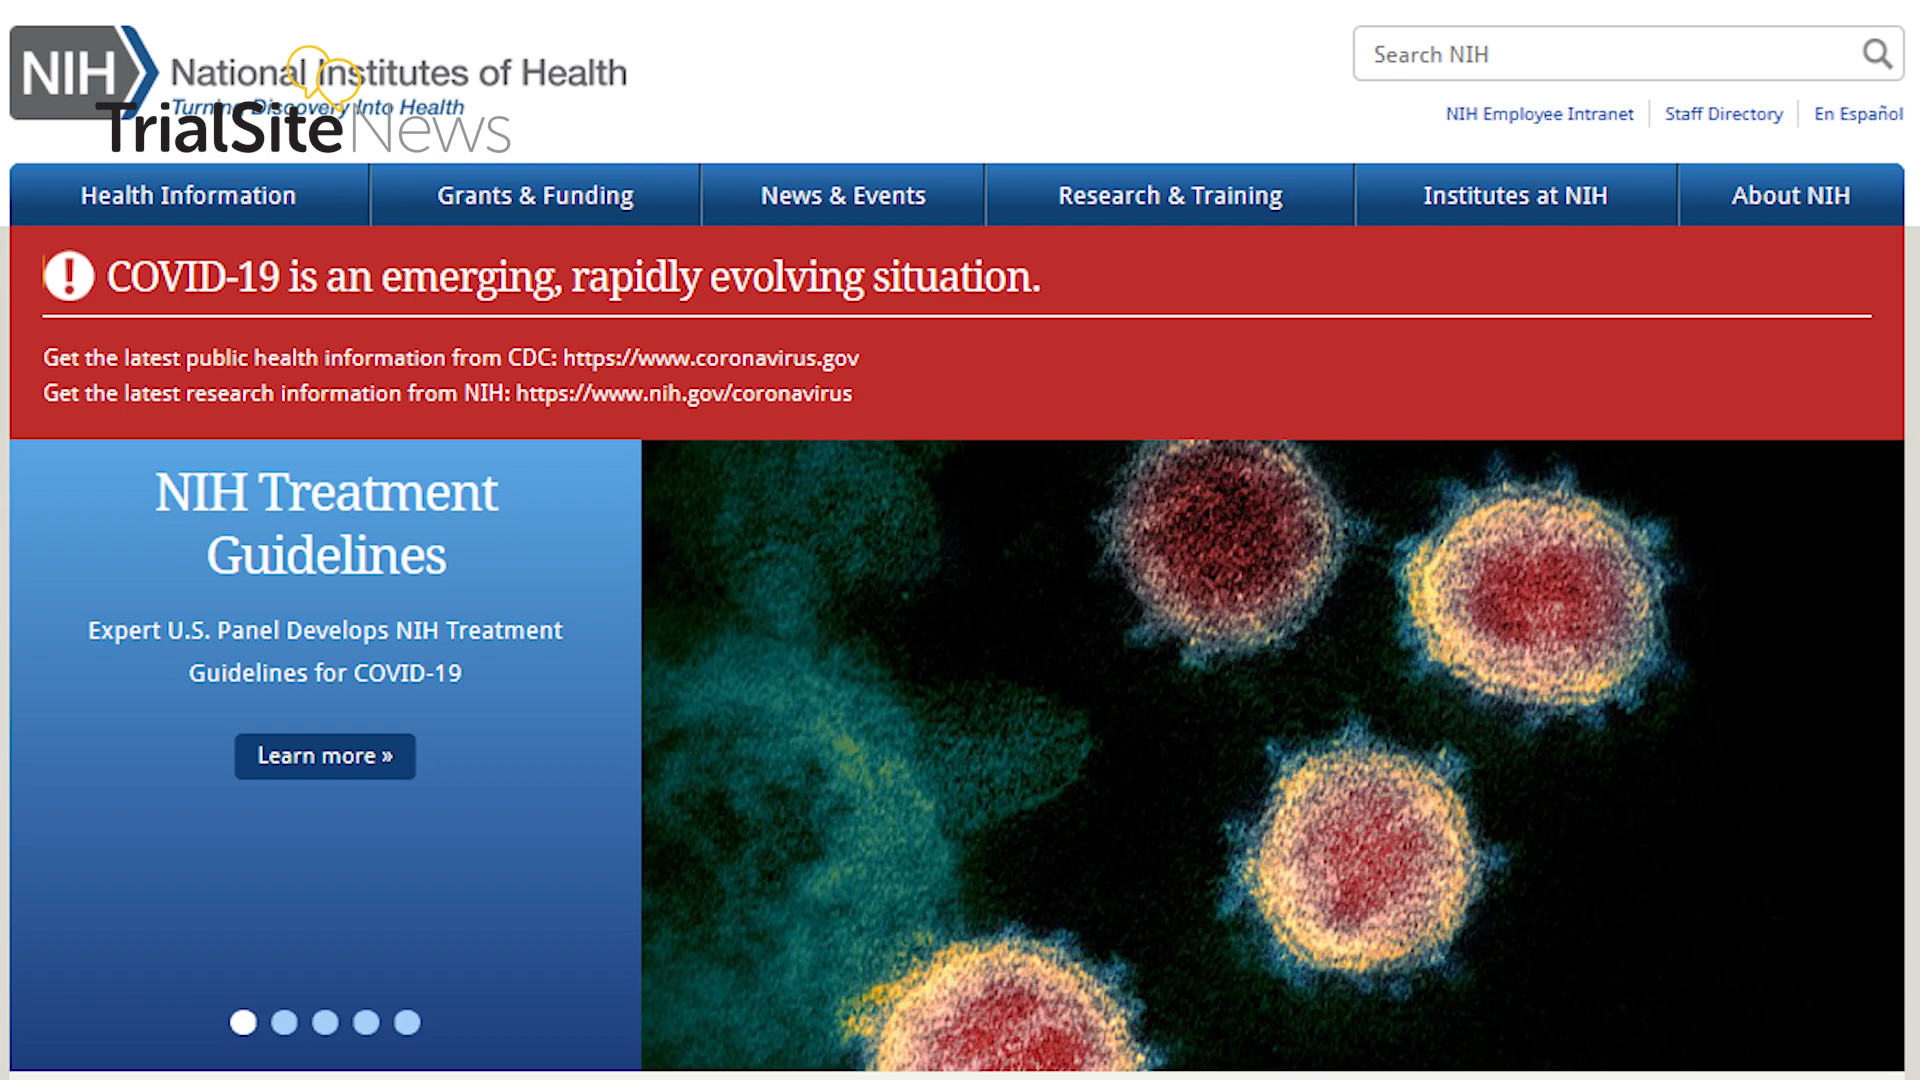 NIH
National Institutes of Health
Turning Discovery Into Health
TrialSiteNews
Search NIH
NIH Employee Intranet
Staff Directory
En Español
Health Information
Grants & Funding
News & Events
Research & Training
Institutes at NIH
About NIH
! COVID-19 is an emerging, rapidly evolving situation.
Get the latest public health information from CDC: https://www.coronavirus.gov
Get the latest research information from NIH: https://www.nih.gov/coronavirus
NIH Treatment
Guidelines
Expert U.S. Panel Develops NIH Treatment
Guidelines for COVID-19
Learn more »